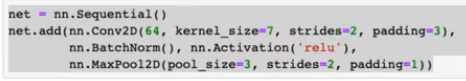 net = nn.Sequential()
net.add(nn.Conv2D(64, kernel_size=7, strides=2, padding=3),
        nn.BatchNorm(), nn.Activation('relu'),
        nn.MaxPool2D(pool_size=3, strides=2, padding=1))